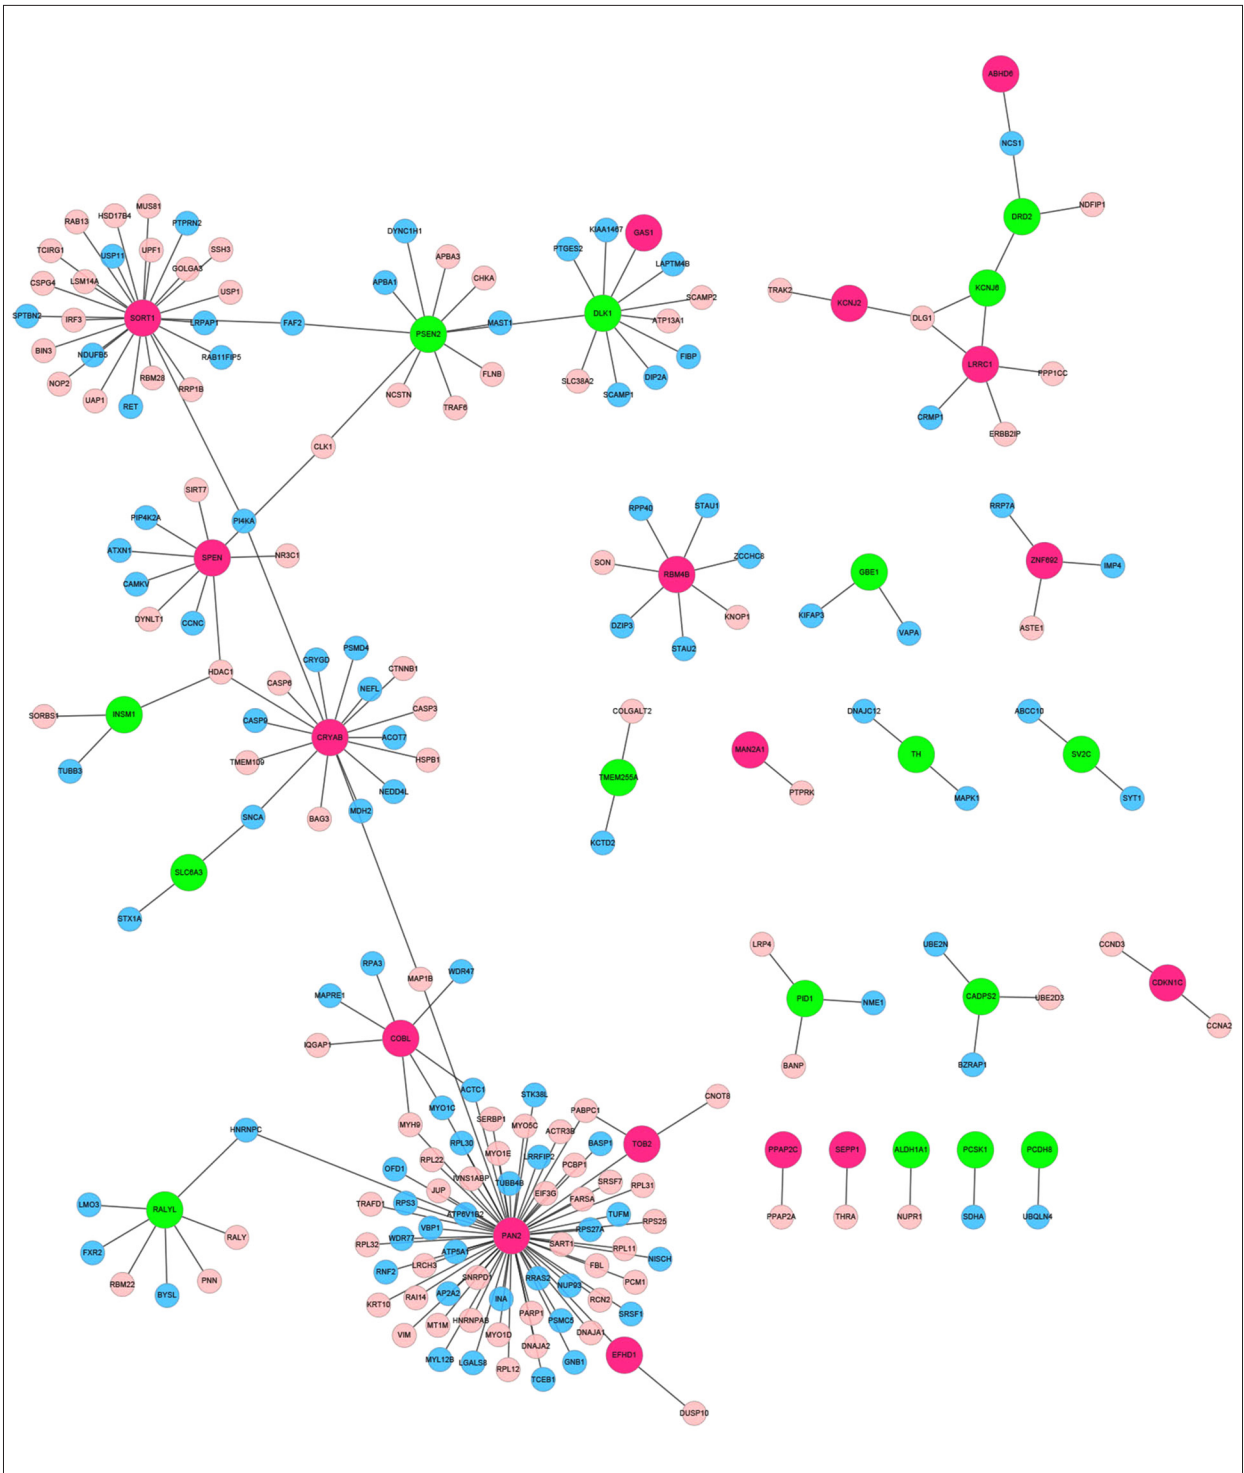 ABHD6
NCS1
DRD2
NDFIP1
KCNJ6
TRAK2
KCNJ2
DLG1
LRRC1
PPP1CC
CRMP1
ERBB2IP
MUS81
HSD17B4
RAB13
PTPRN2
TCIRG1
USP11
UPF1
SSH3
GOLGA3
CSPG4
LSM14A
USP1
SPTBN2
IRF3
SORT1
LRPAP1
FAF2
BIN3
NDUFB5
RAB11FIP5
NOP2
RBM28
RRP1B
UAP1
RET
DYNC1H1
APBA3
APBA1
CHKA
PSEN2
MAST1
FLNB
NCSTN
TRAF6
CLK1
KIAA1467
GAS1
PTGES2
LAPTM4B
SCAMP2
DLK1
ATP13A1
FIBP
DIP2A
SLC38A2
SCAMP1
SIRT7
PIP4K2A
PI4KA
ATXN1
SPEN
NR3C1
CAMKV
DYNLT1
CCNC
HDAC1
SORBS1
INSM1
TUBB3
CRYGD
PSMD4
CTNNB1
CASP6
NEFL
CASP9
CASP3
CRYAB
ACOT7
TMEM109
HSPB1
NEDD4L
BAG3
MDH2
SNCA
SLC6A3
STX1A
RPP40
STAU1
ZCCHC8
SON
RBM4B
KNOP1
DZIP3
STAU2
GBE1
KIFAP3
VAPA
RRP7A
ZNF692
IMP4
ASTE1
COLGALT2
TMEM255A
KCTD2
MAN2A1
PTPRK
DNAJC12
TH
MAPK1
ABCC10
SV2C
SYT1
RPA3
MAP1B
WDR47
MAPRE1
COBL
IQGAP1
LRP4
PID1
NME1
BANP
UBE2N
CADPS2
UBE2D3
BZRAP1
CCND3
CDKN1C
CCNA2
ACTC1
STK38L
CNOT8
MYO1C
PABPC1
MYH9
SERBP1
MYO5C
ACTR3B
HNRNPC
RPL30
BASP1
TOB2
MYO1E
LRRFIP2
RPL22
PCBP1
OFD1
IVNS1ABP
TUBB4B
SRSF7
RPL31
JUP
EIF3G
FARSA
TRAFD1
RPS3
LMO3
RALYL
ATP6V1B2
TUFM
RPS25
VBP1
RPS27A
RALY
RPL32
WDR77
PAN2
SART1
RPL11
FXR2
ATP5A1
NISCH
RNF2
LRCH3
FBL
RBM22
PNN
SNRPD1
RRAS2
NUP93
PCM1
BYSL
KRT10
RAI14
AP2A2
INA
RCN2
SRSF1
VIM
MT1M
HNRNPAB
PARP1
PSMC5
MYO1D
DNAJA1
DNAJA2
MYL12B
LGALS8
RPL12
TCEB1
GNB1
EFHD1
DUSP10
PPAP2C
SEPP1
ALDH1A1
PCSK1
PCDH8
PPAP2A
THRA
NUPR1
SDHA
UBQLN4